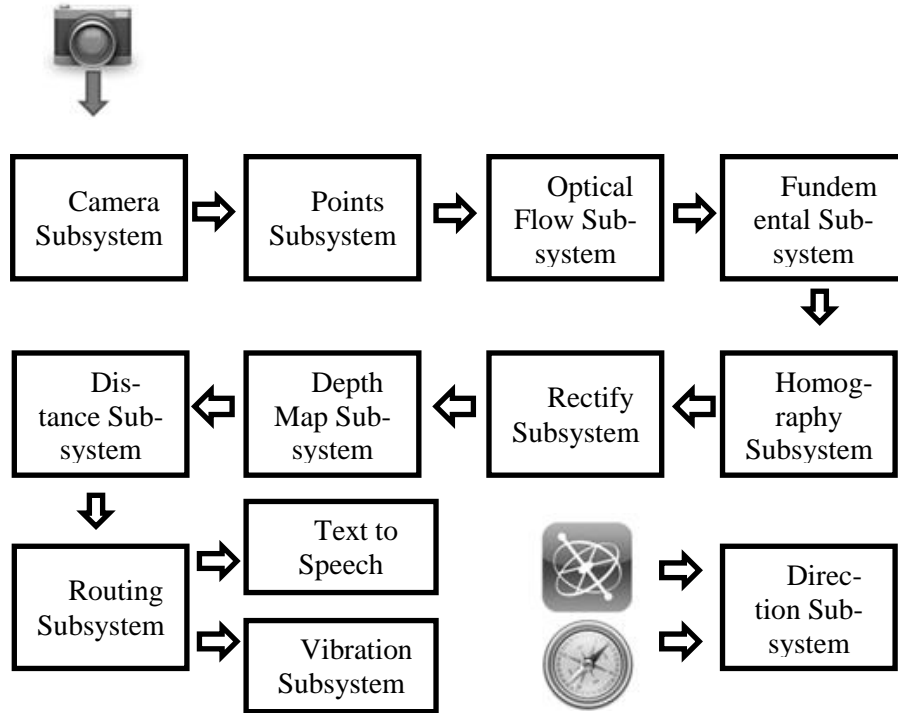 Camera
Subsystem
Points
Subsystem
Optical
Flow Sub-
system
Fundem
ental Sub-
system
Dis-
tance Sub-
system
Depth
Map Sub-
system
Rectify
Subsystem
Homog-
raphy
Subsystem
Routing
Subsystem
Text to
Speech
Vibration
Subsystem
Direc-
tion Sub-
system